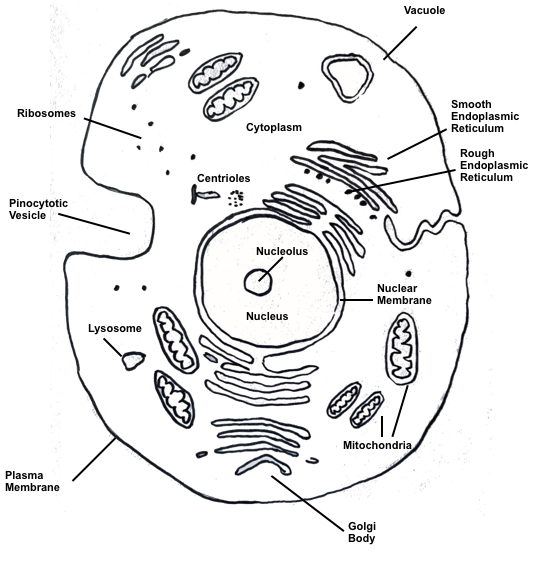 Vacuole
Ribosomes
Smooth
Endoplasmic
Reticulum
Cytoplasm
Rough
Endoplasmic
Reticulum
Centrioles
Pinocytotic
Vesicle
Nucleolus
Nuclear
Membrane
Nucleus
Lysosome
Mitochondria
Plasma
Membrane
Golgi
Body